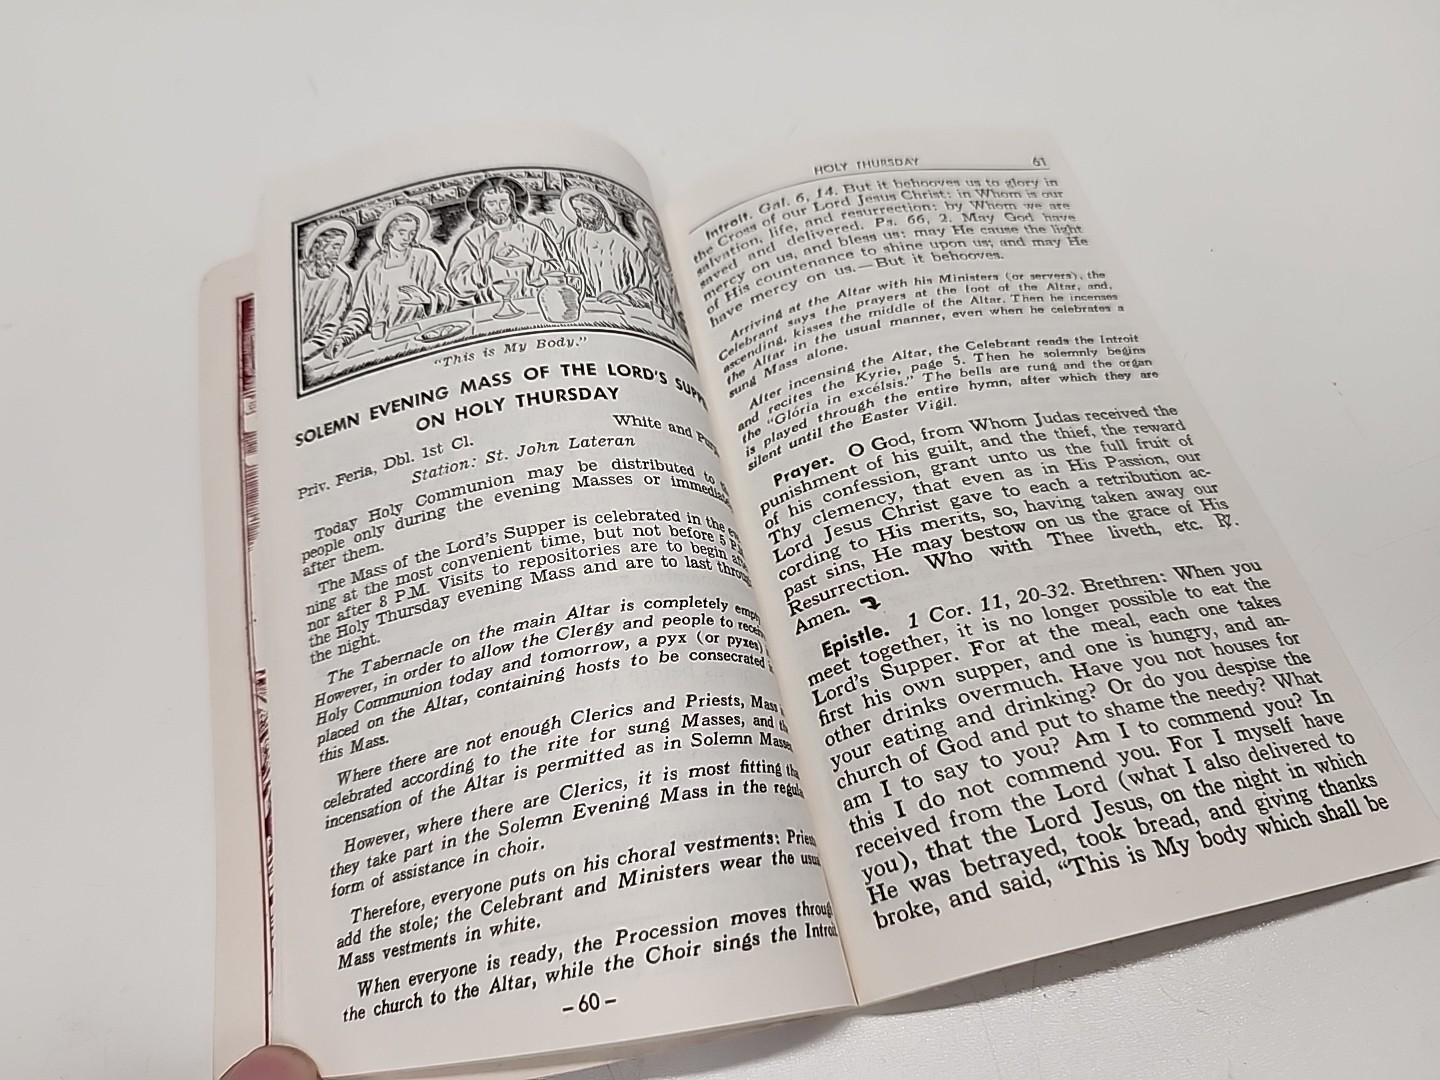 "This is My Body."
SOLEMN EVENING MASS OF THE LORD'S SUPPE
ON HOLY THURSDAY
Priv. Feria, Dbl. 1st Cl.
White and Pur
Station: St. John Lateran
Today Holy Communion may be distributed to
people only during the evening Masses or immediate
after them.
The Mass of the Lord's Supper is celebrated in the
ning at the most convenient time, but not before 5 P.
nor after 8 P.M. Visits to repositories are to begin
the Holy Thursday evening Mass and are to last through
the night.
The Tabernacle on the main Altar is completely empt
However, in order to allow the Clergy and people to recei
Holy Communion today and tomorrow, a pyx (or pyxes)
placed on the Altar, containing hosts to be consecrated
this Mass.
Where there are not enough Clerics and Priests, Mass
celebrated according to the rite for sung Masses, and
incensation of the Altar is permitted as in Solemn Masse
However, where there are Clerics, it is most fitting tha
they take part in the Solemn Evening Mass in the regula
form of assistance in choir.
Therefore, everyone puts on his choral vestments: Pries
add the stole; the Celebrant and Ministers wear the usu
Mass vestments in white.
When everyone is ready, the Procession moves through
the church to the Altar, while the Choir sings the Introi
-60-
HOLY THURSDAY 61
Introit. Gal. 6, 14. But it behooves us to glory in
the Cross of our Lord Jesus Christ: in Whom is our
salvation, life, and resurrection: by Whom we are
saved and delivered. Ps. 66, 2. May God have
mercy on us, and bless us: may He cause the light
of His countenance to shine upon us; and may He
have mercy on us.—But it behooves.
Arriving at the Altar with his Ministers (or servers), the
Celebrant says the prayers at the foot of the Altar, and,
ascending, kisses the middle of the Altar. Then he incenses
the Altar in the usual manner, even when he celebrates a
sung Mass alone.
After incensing the Altar, the Celebrant reads the Introit
and recites the Kyrie, page 5. Then he solemnly begins
the "Glória in excélsis." The bells are rung and the organ
is played through the entire hymn, after which they are
silent until the Easter Vigil.
Prayer. O God, from Whom Judas received the
punishment of his guilt, and the thief, the reward
of his confession, grant unto us the full fruit of
Thy clemency, that even as in His Passion, our
Lord Jesus Christ gave to each a retribution ac-
cording to His merits, so, having taken away our
past sins, He may bestow on us the grace of His
Resurrection. Who with Thee liveth, etc. ℟.
Amen.
Epistle. 1 Cor. 11, 20-32. Brethren: When you
meet together, it is no longer possible to eat the
Lord's Supper. For at the meal, each one takes
first his own supper, and one is hungry, and an-
other drinks overmuch. Have you not houses for
your eating and drinking? Or do you despise the
church of God and put to shame the needy? What
am I to say to you? Am I to commend you? In
this I do not commend you. For I myself have
received from the Lord (what I also delivered to
you), that the Lord Jesus, on the night in which
He was betrayed, took bread, and giving thanks
broke, and said, "This is My body which shall be